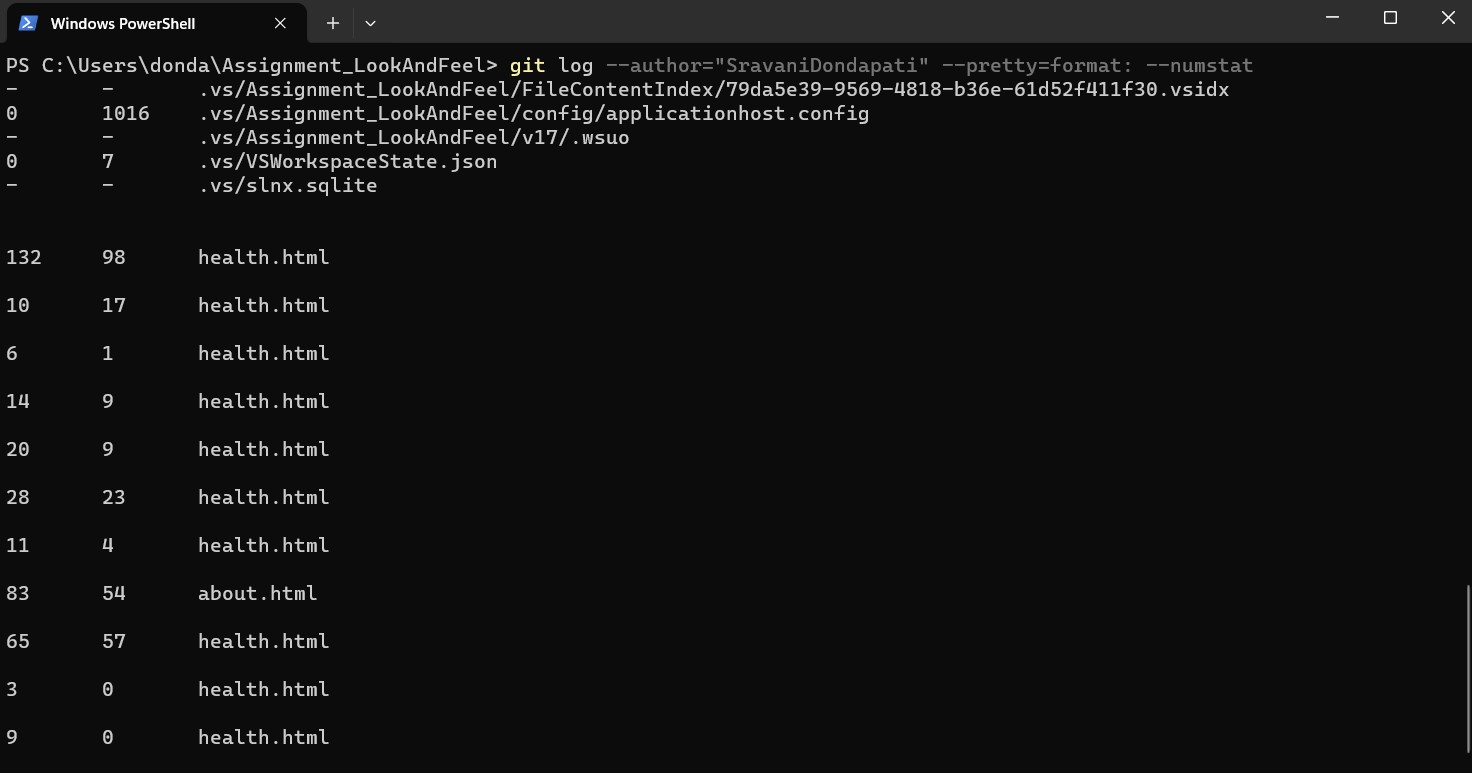 Windows PowerShell
PS C:\Users\donda\Assignment_LookAndFeel> git log --author="SravaniDondapati" --pretty=format: --numstat
- - .vs/Assignment_LookAndFeel/FileContentIndex/79da5e39-9569-4818-b36e-61d52f411f30.vsidx
0 1016 .vs/Assignment_LookAndFeel/config/applicationhost.config
- - .vs/Assignment_LookAndFeel/v17/.wsuo
0 7 .vs/VSWorkspaceState.json
- - .vs/slnx.sqlite
132 98 health.html
10 17 health.html
6 1 health.html
14 9 health.html
20 9 health.html
28 23 health.html
11 4 health.html
83 54 about.html
65 57 health.html
3 0 health.html
9 0 health.html